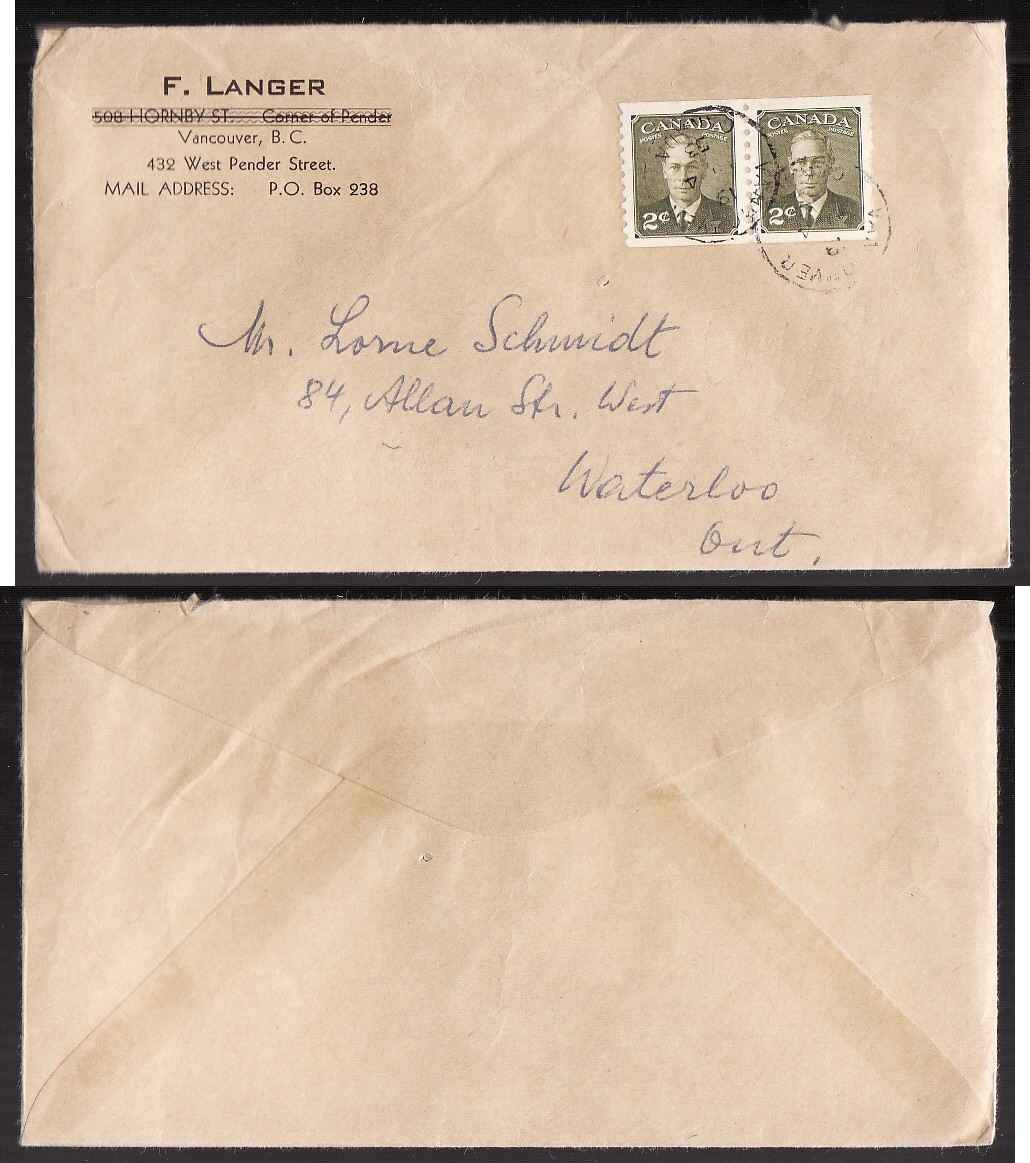 F. LANGER
508 HORNBY ST. Corner of Pender
Vancouver, B. C.
432 West Pender Street.
MAIL ADDRESS: P.O. Box 238
CANADA
POSTES POSTAGE
2¢
CANADA
POSTES POSTAGE
2¢
Mr. Lorne Schmidt
84, Allan Str. West
Waterloo
Ont.